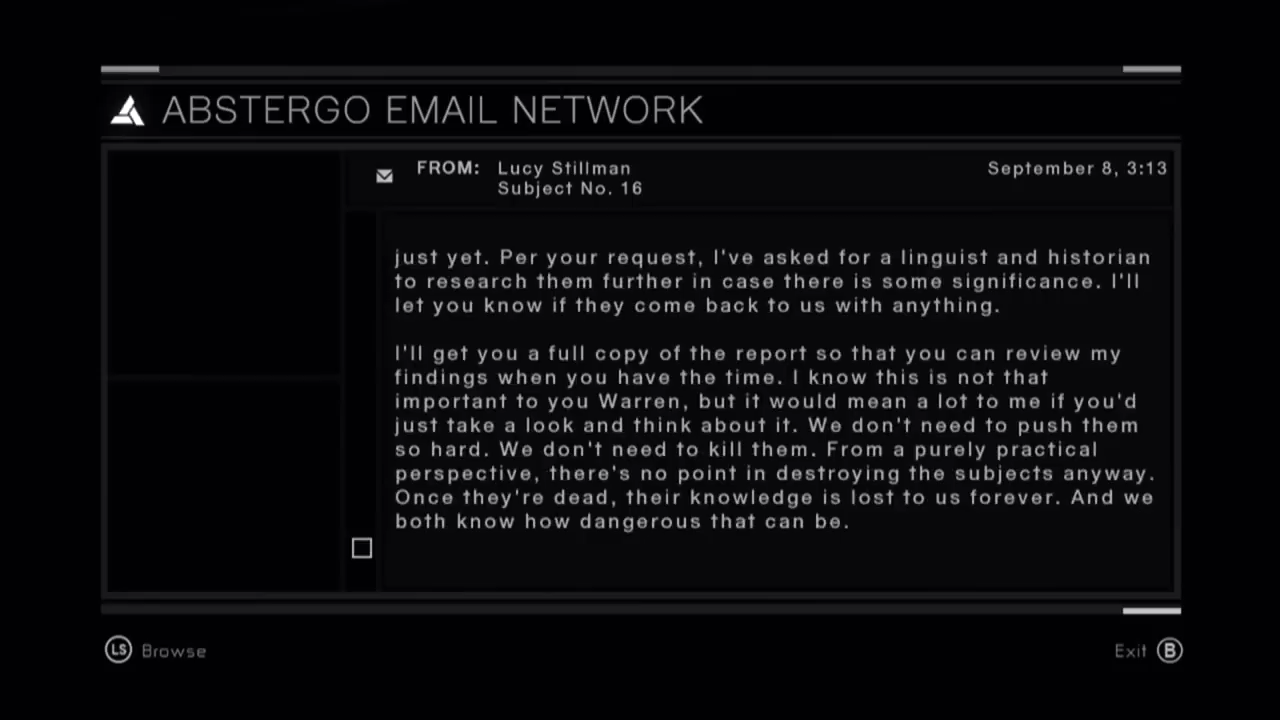 ABSTERGO EMAIL NETWORK
FROM: Lucy Stillman
September 8, 3:13
Subject No. 16
just yet. Per your request, I've asked for a linguist and historian
to research them further in case there is some significance. I'll
let you know if they come back to us with anything.
I'll get you a full copy of the report so that you can review my
findings when you have the time. I know this is not that
important to you Warren, but it would mean a lot to me if you'd
just take a look and think about it. We don't need to push them
so hard. We don't need to kill them. From a purely practical
perspective, there's no point in destroying the subjects anyway.
Once they're dead, their knowledge is lost to us forever. And we
both know how dangerous that can be.
LS Browse
Exit B